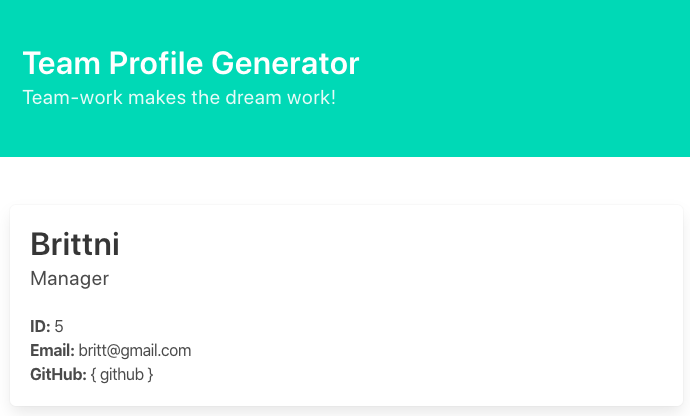 Team Profile Generator
Team-work makes the dream work!
Brittni
Manager
ID: 5
Email: britt@gmail.com
GitHub: { github }